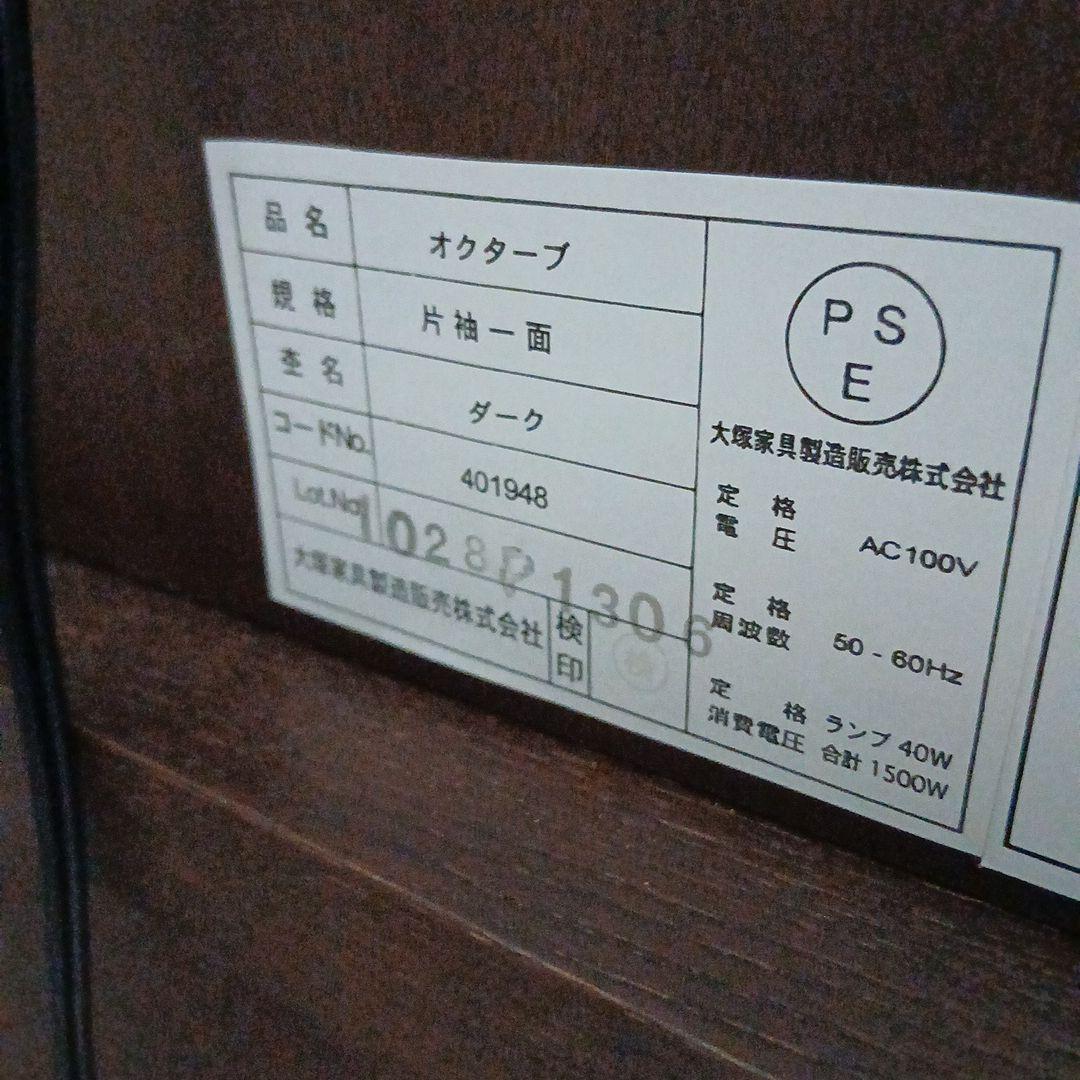 品名 オクターブ
規格 片袖一面
杢名 ダーク
コードNo. 401948
Lot.No 1028P1306
大塚家具製造販売株式会社 検印
検
PSE
大塚家具製造販売株式会社
定格電圧 AC100V
定格周波数 50-60Hz
定格消費電圧 ランプ 40W
合計 1500W